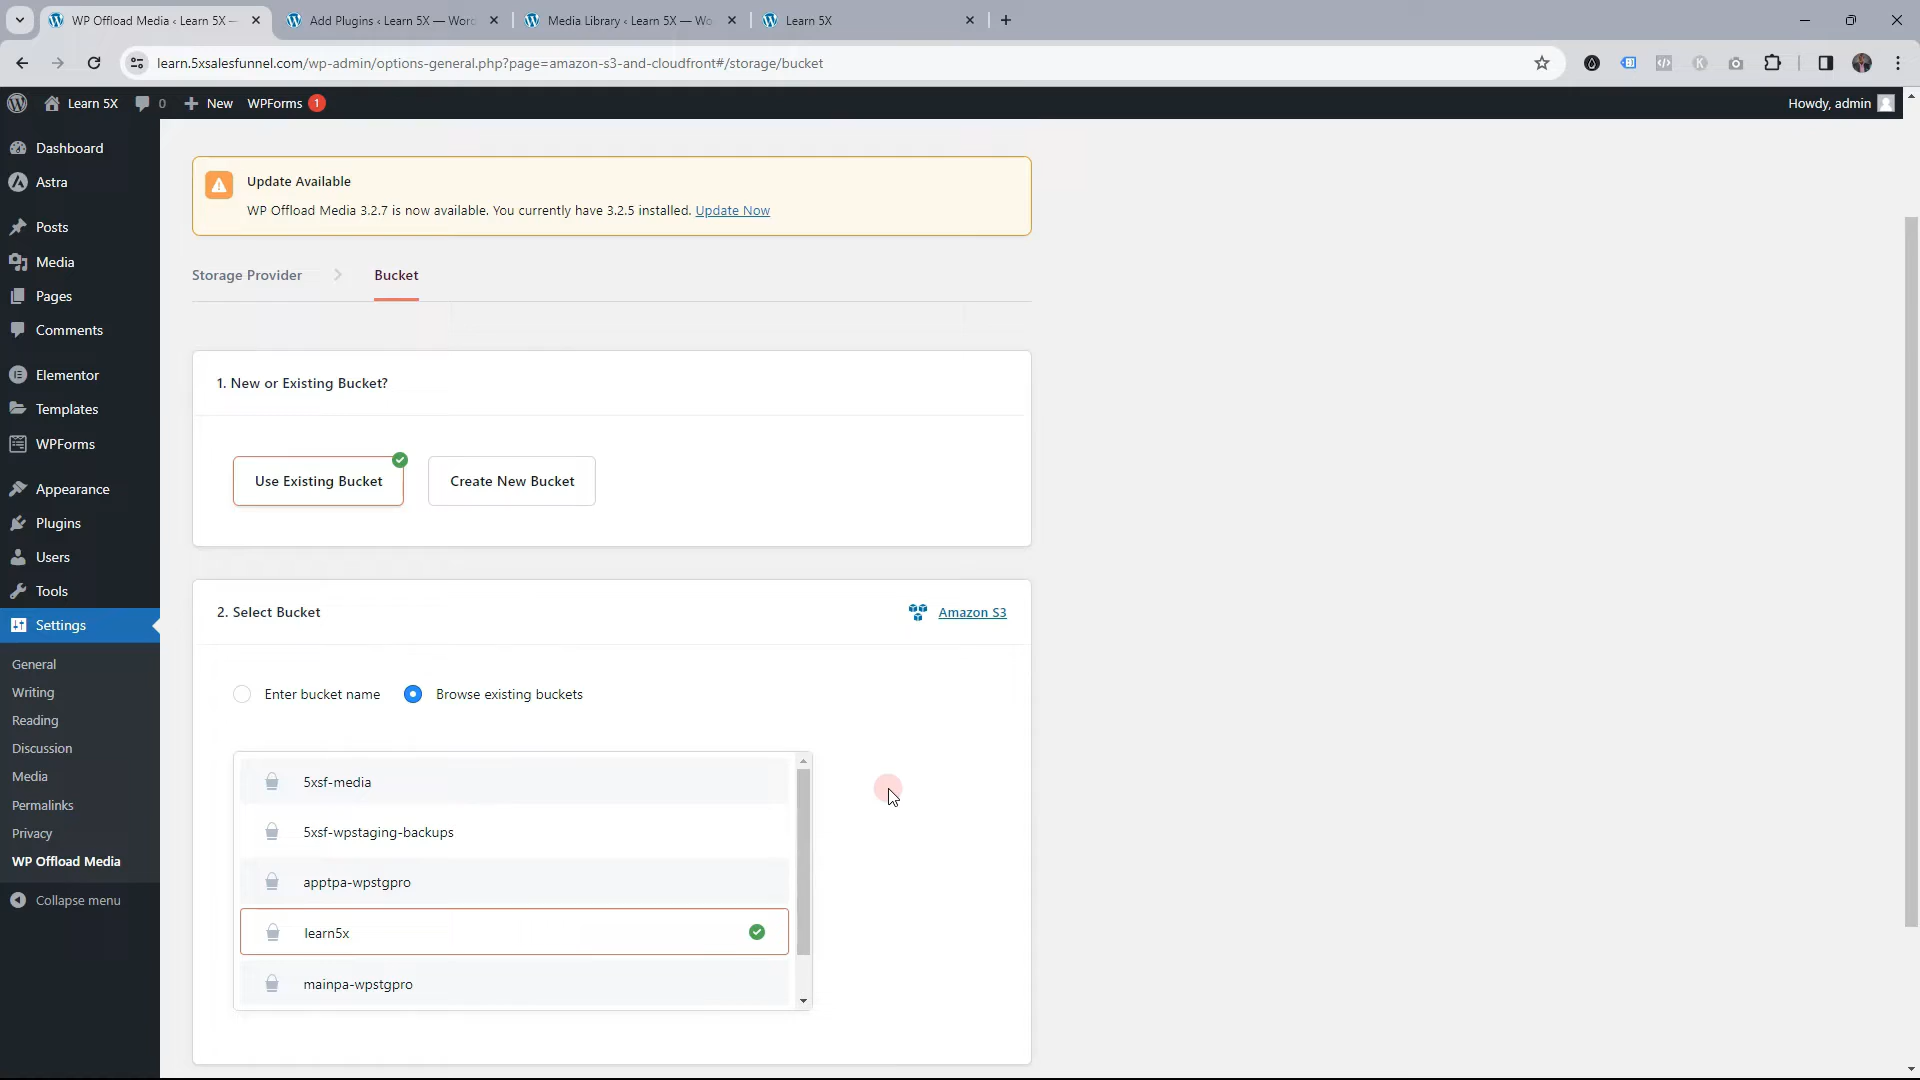 WP Offload Media ‹ Learn 5X —
Add Plugins ‹ Learn 5X — Word
Media Library ‹ Learn 5X — Wo
Learn 5X
learn.5xsalesfunnel.com/wp-admin/options-general.php?page=amazon-s3-and-cloudfront#/storage/bucket
Learn 5X
0
New
WPForms
1
Howdy, admin
Dashboard
Astra
Posts
Media
Pages
Comments
Elementor
Templates
WPForms
Appearance
Plugins
Users
Tools
Settings
General
Writing
Reading
Discussion
Media
Permalinks
Privacy
WP Offload Media
Collapse menu
Update Available
WP Offload Media 3.2.7 is now available. You currently have 3.2.5 installed. Update Now
Storage Provider
Bucket
1. New or Existing Bucket?
Use Existing Bucket
Create New Bucket
2. Select Bucket
Amazon S3
Enter bucket name
Browse existing buckets
5xsf-media
5xsf-wpstaging-backups
apptpa-wpstgpro
learn5x
mainpa-wpstgpro